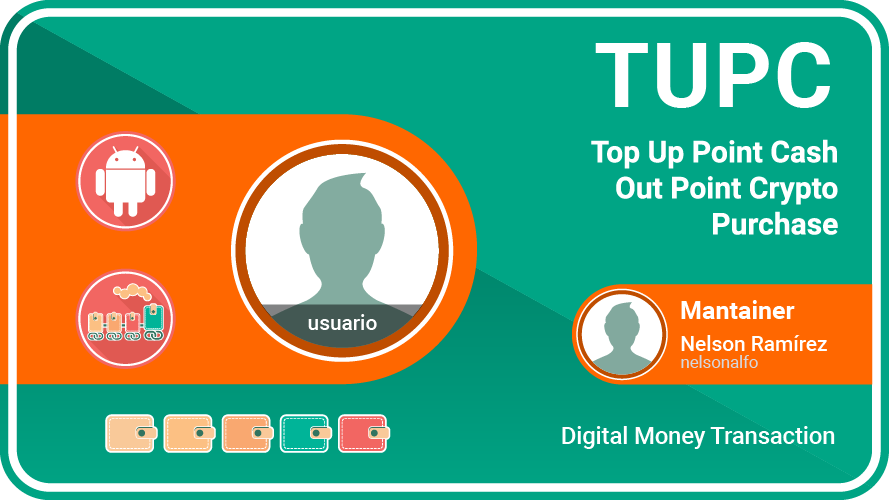 TUPC
Top Up Point Cash
Out Point Crypto
Purchase
usuario
Mantainer
Nelson Ramírez
nelsonalfo
Digital Money Transaction